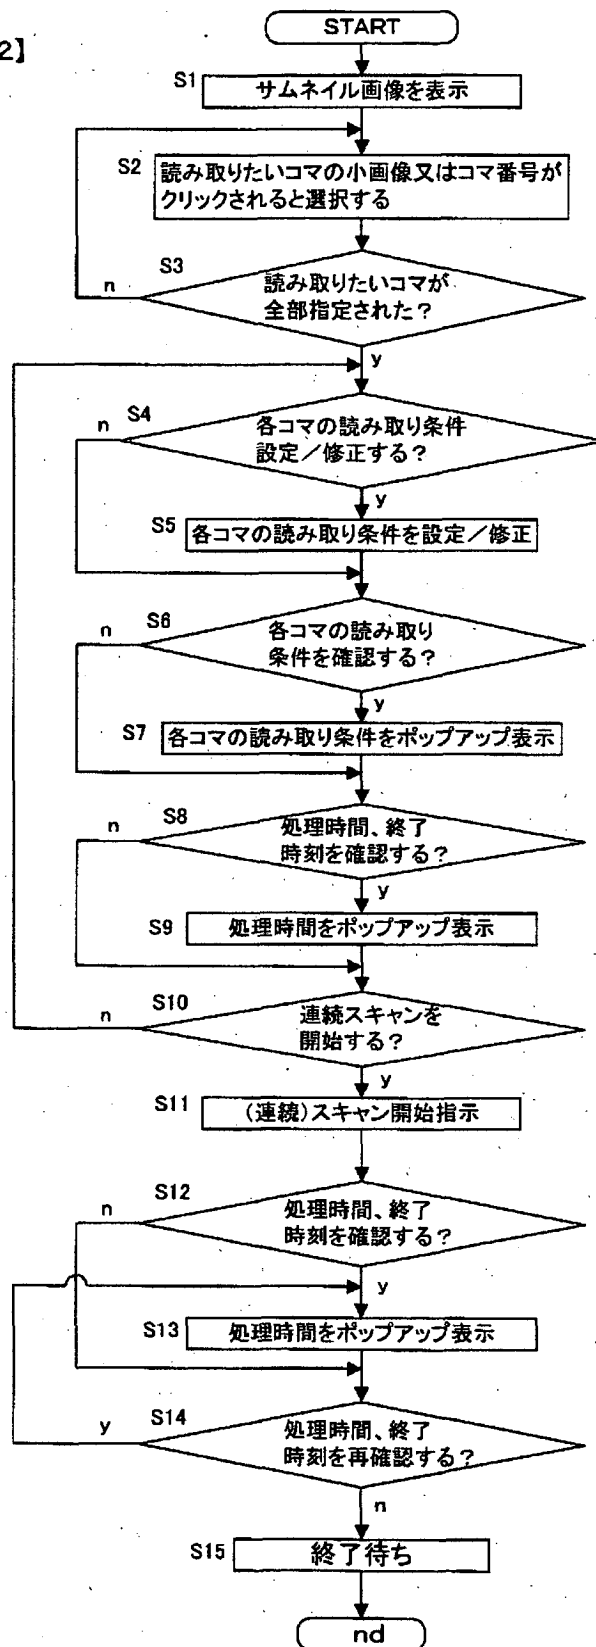 2】
START
S1
サムネイル画像を表示
S2
読み取りたいコマの小画像又はコマ番号が
クリックされると選択する
S3
n
読み取りたいコマが
全部指定された？
y
S4
n
各コマの読み取り条件
設定／修正する？
y
S5
各コマの読み取り条件を設定／修正
S6
n
各コマの読み取り
条件を確認する？
y
S7
各コマの読み取り条件をポップアップ表示
S8
n
処理時間、終了
時刻を確認する？
y
S9
処理時間をポップアップ表示
S10
n
連続スキャンを
開始する？
y
S11
（連続）スキャン開始指示
S12
n
処理時間、終了
時刻を確認する？
y
S13
処理時間をポップアップ表示
S14
y
処理時間、終了
時刻を再確認する？
n
S15
終了待ち
nd